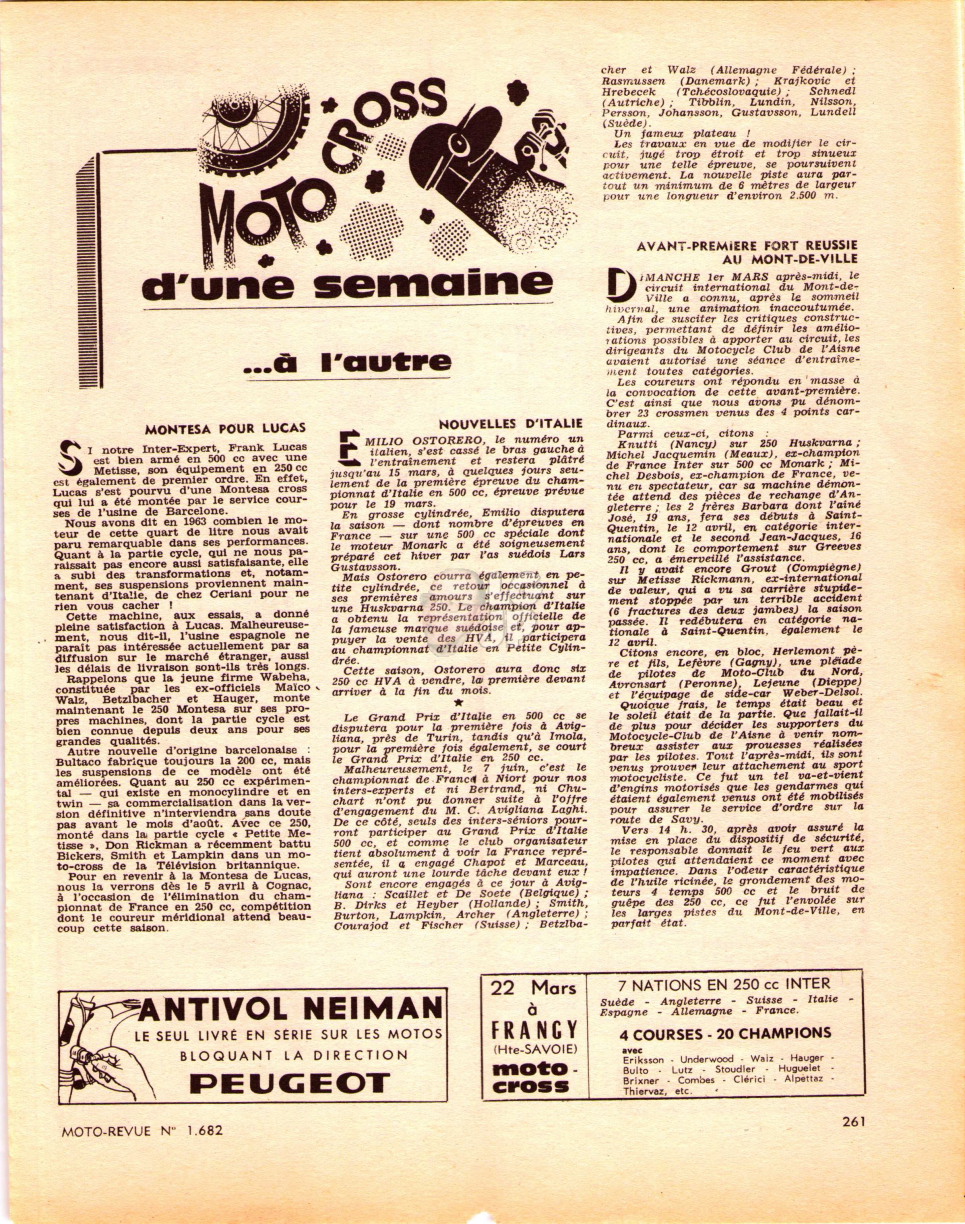 MOTO CROSS
d'une semaine
...à l'autre
MONTESA POUR LUCAS
SI notre Inter-Expert, Frank Lucas
est bien armé en 500 cc avec une
Metisse, son équipement en 250 cc
est également de premier ordre. En effet,
Lucas s'est pourvu d'une Montesa cross
qui lui a été montée par le service cour-
ses de l'usine de Barcelone.
Nous avons dit en 1963 combien le mo-
teur de cette quart de litre nous avait
paru remarquable dans ses performances.
Quant à la partie cycle, qui ne nous pa-
raissait pas encore aussi satisfaisante, elle
a subi des transformations et, notam-
ment, ses suspensions proviennent main-
tenant d'Italie, de chez Ceriani pour ne
rien vous cacher !
Cette machine, aux essais, a donné
pleine satisfaction à Lucas. Malheureuse-
ment, nous dit-il, l'usine espagnole ne
paraît pas intéressée actuellement par sa
diffusion sur le marché étranger, aussi
les délais de livraison sont-ils très longs.
Rappelons que la jeune firme Wabeha,
constituée par les ex-officiels Maïco
Walz, Betzlbacher et Hauger, monte
maintenant le 250 Montesa sur ses pro-
pres machines, dont la partie cycle est
bien connue depuis deux ans pour ses
grandes qualités.
Autre nouvelle d'origine barcelonaise :
Bultaco fabrique toujours la 200 cc, mais
les suspensions de ce modèle ont été
améliorées. Quant au 250 cc expérimen-
tal — qui existe en monocylindre et en
twin — sa commercialisation dans la ver-
sion définitive n'interviendra sans doute
pas avant le mois d'août. Avec ce 250,
monté dans la partie cycle « Petite Me-
tisse », Don Rickman a récemment battu
Bickers, Smith et Lampkin dans un mo-
to-cross de la Télévision britannique.
Pour en revenir à la Montesa de Lucas,
nous la verrons dès le 5 avril à Cognac,
à l'occasion de l'élimination du cham-
pionnat de France en 250 cc, compétition
dont le coureur méridional attend beau-
coup cette saison.
NOUVELLES D'ITALIE
EMILIO OSTORERO, le numéro un
italien, s'est cassé le bras gauche à
l'entraînement et restera plâtré
jusqu'au 15 mars, à quelques jours seu-
lement de la première épreuve du cham-
pionnat d'Italie en 500 cc, épreuve prévue
pour le 19 mars.
En grosse cylindrée, Emilio disputera
la saison — dont nombre d'épreuves en
France — sur une 500 cc spéciale dont
le moteur Monark a été soigneusement
préparé cet hiver par l'as suédois Lars
Gustavsson.
Mais Ostorero courra également en pe-
tite cylindrée, ce retour occasionnel à
ses premières amours s'effectuant sur
une Huskvarna 250. Le champion d'Italie
a obtenu la représentation officielle de
la fameuse marque suédoise et, pour ap-
puyer la vente des HVA, il participera
au championnat d'Italie en Petite Cylin-
drée.
Cette saison, Ostorero aura donc six
250 cc HVA à vendre, la première devant
arriver à la fin du mois.
★
Le Grand Prix d'Italie en 500 cc se
disputera pour la première fois à Avig-
liana, près de Turin, tandis qu'à Imola,
pour la première fois également, se court
le Grand Prix d'Italie en 250 cc.
Malheureusement, le 7 juin, c'est le
championnat de France à Niort pour nos
inters-experts et ni Bertrand, ni Chu-
chart n'ont pu donner suite à l'offre
d'engagement du M. C. Avigliana Laghi.
De ce côté, seuls des inters-séniors pour-
ront participer au Grand Prix d'Italie
500 cc, et comme le club organisateur
tient absolument à voir la France repré-
sentée, il a engagé Chapot et Marceau,
qui auront une lourde tâche devant eux !
Sont encore engagés à ce jour à Avig-
liana : Scaillet et De Soete (Belgique) ;
B. Dirks et Heyber (Hollande) ; Smith,
Burton, Lampkin, Archer (Angleterre) ;
Courajod et Fischer (Suisse) ; Betzlba-
cher et Walz (Allemagne Fédérale) ;
Rasmussen (Danemark) ; Krajkovic et
Hrebecek (Tchécoslovaquie) ; Schnedl
(Autriche) ; Tibblin, Lundin, Nilsson,
Persson, Johansson, Gustavsson, Lundell
(Suède).
Un fameux plateau !
Les travaux en vue de modifier le cir-
cuit, jugé trop étroit et trop sinueux
pour une telle épreuve, se poursuivent
activement. La nouvelle piste aura par-
tout un minimum de 6 mètres de largeur
pour une longueur d'environ 2.500 m.
AVANT-PREMIERE FORT REUSSIE
AU MONT-DE-VILLE
DIMANCHE 1er MARS après-midi, le
circuit international du Mont-de-
Ville a connu, après le sommeil
hivernal, une animation inaccoutumée.
Afin de susciter les critiques construc-
tives, permettant de définir les amélio-
rations possibles à apporter au circuit, les
dirigeants du Motocycle Club de l'Aisne
avaient autorisé une séance d'entraîne-
ment toutes catégories.
Les coureurs ont répondu en masse à
la convocation de cette avant-première.
C'est ainsi que nous avons pu dénom-
brer 23 crossmen venus des 4 points car-
dinaux.
Parmi ceux-ci, citons :
Knutti (Nancy) sur 250 Huskvarna ;
Michel Jacquemin (Meaux), ex-champion
de France Inter sur 500 cc Monark ; Mi-
chel Desbois, ex-champion de France, ve-
nu en spectateur, car sa machine démon-
tée attend des pièces de rechange d'An-
gleterre ; les 2 frères Barbara dont l'aîné
José, 19 ans, fera ses débuts à Saint-
Quentin, le 12 avril, en catégorie inter-
nationale et le second Jean-Jacques, 16
ans, dont le comportement sur Greeves
250 cc, a émerveillé l'assistance.
Il y avait encore Grout (Compiègne)
sur Metisse Rickmann, ex-international
de valeur, qui a vu sa carrière stupide-
ment stoppée par un terrible accident
(6 fractures des deux jambes) la saison
passée. Il redébutera en catégorie na-
tionale à Saint-Quentin, également le
12 avril.
Citons encore, en bloc, Herlemont pè-
re et fils, Lefèvre (Gagny), une pléiade
de pilotes de Moto-Club du Nord,
Avronsart (Peronne), Lejeune (Dieppe)
et l'équipage de side-car Weber-Delsol.
Quoique frais, le temps était beau et
le soleil était de la partie. Que fallait-il
de plus pour décider les supporters du
Motocycle-Club de l'Aisne à venir nom-
breux assister aux prouesses réalisées
par les pilotes. Tout l'après-midi, ils sont
venus prouver leur attachement au sport
motocycliste. Ce fut un tel va-et-vient
d'engins motorisés que les gendarmes qui
étaient également venus ont été mobilisés
pour assurer le service d'ordre sur la
route de Savy.
Vers 14 h. 30, après avoir assuré la
mise en place du dispositif de sécurité,
le responsable donnait le feu vert aux
pilotes qui attendaient ce moment avec
impatience. Dans l'odeur caractéristique
de l'huile ricinée, le grondement des mo-
teurs 4 temps 500 cc et le bruit de
guêpe des 250 cc, ce fut l'envolée sur
les larges pistes du Mont-de-Ville, en
parfait état.
ANTIVOL NEIMAN
LE SEUL LIVRÉ EN SÉRIE SUR LES MOTOS
BLOQUANT LA DIRECTION
PEUGEOT
22 Mars
à
FRANGY
(Hte-SAVOIE)
moto-
cross
7 NATIONS EN 250 cc INTER
Suède - Angleterre - Suisse - Italie -
Espagne - Allemagne - France.
4 COURSES - 20 CHAMPIONS
avec
Eriksson - Underwood - Walz - Hauger -
Bulto - Lutz - Stoudler - Huguelet -
Brixner - Combes - Clérici - Alpettaz -
Thiervaz, etc.
MOTO-REVUE N° 1.682
261